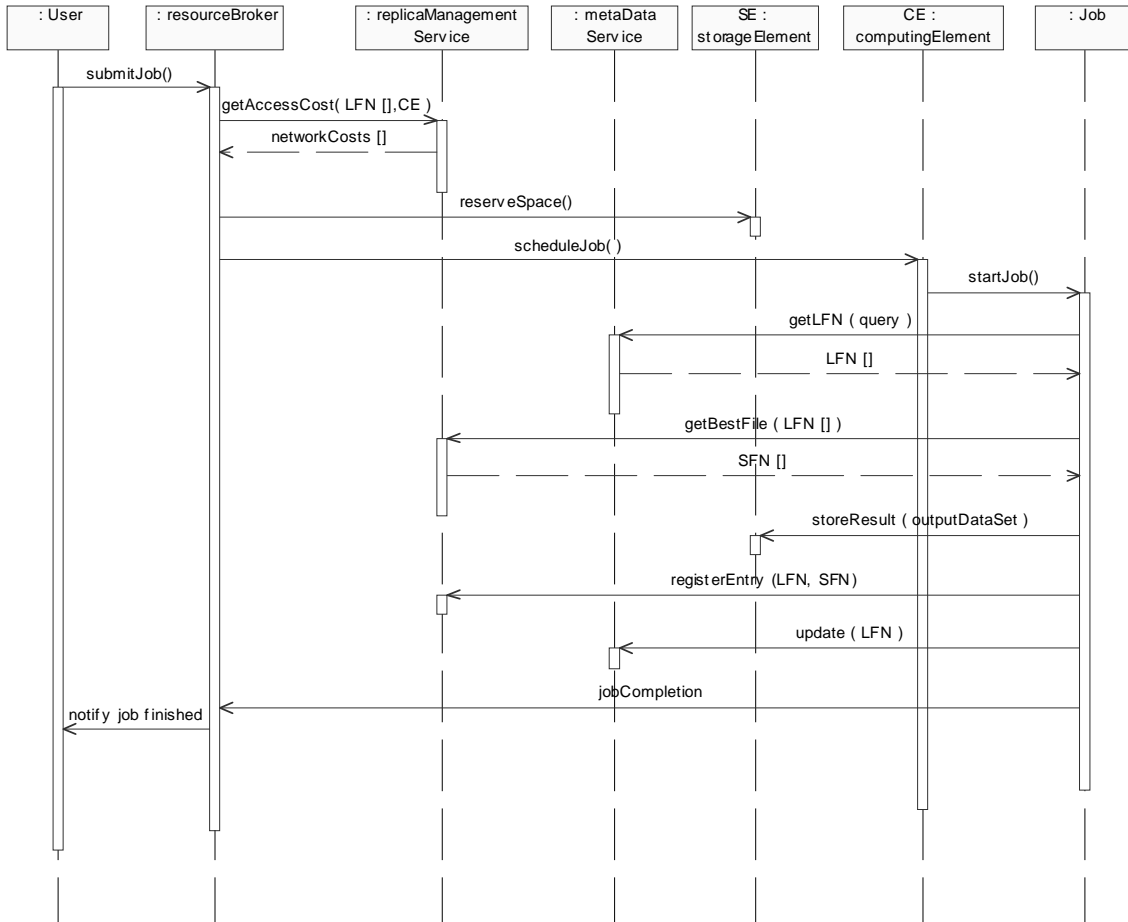 : User
: resourceBroker
: replicaManagement
Service
: metaData
Service
SE :
storageElement
CE :
computingElement
: Job
submitJob()
getAccessCost( LFN [],CE )
networkCosts []
reserveSpace()
scheduleJob( )
startJob()
getLFN ( query )
LFN []
getBestFile ( LFN [] )
SFN []
storeResult ( outputDataSet )
registerEntry (LFN, SFN)
update ( LFN )
jobCompletion
notify job finished